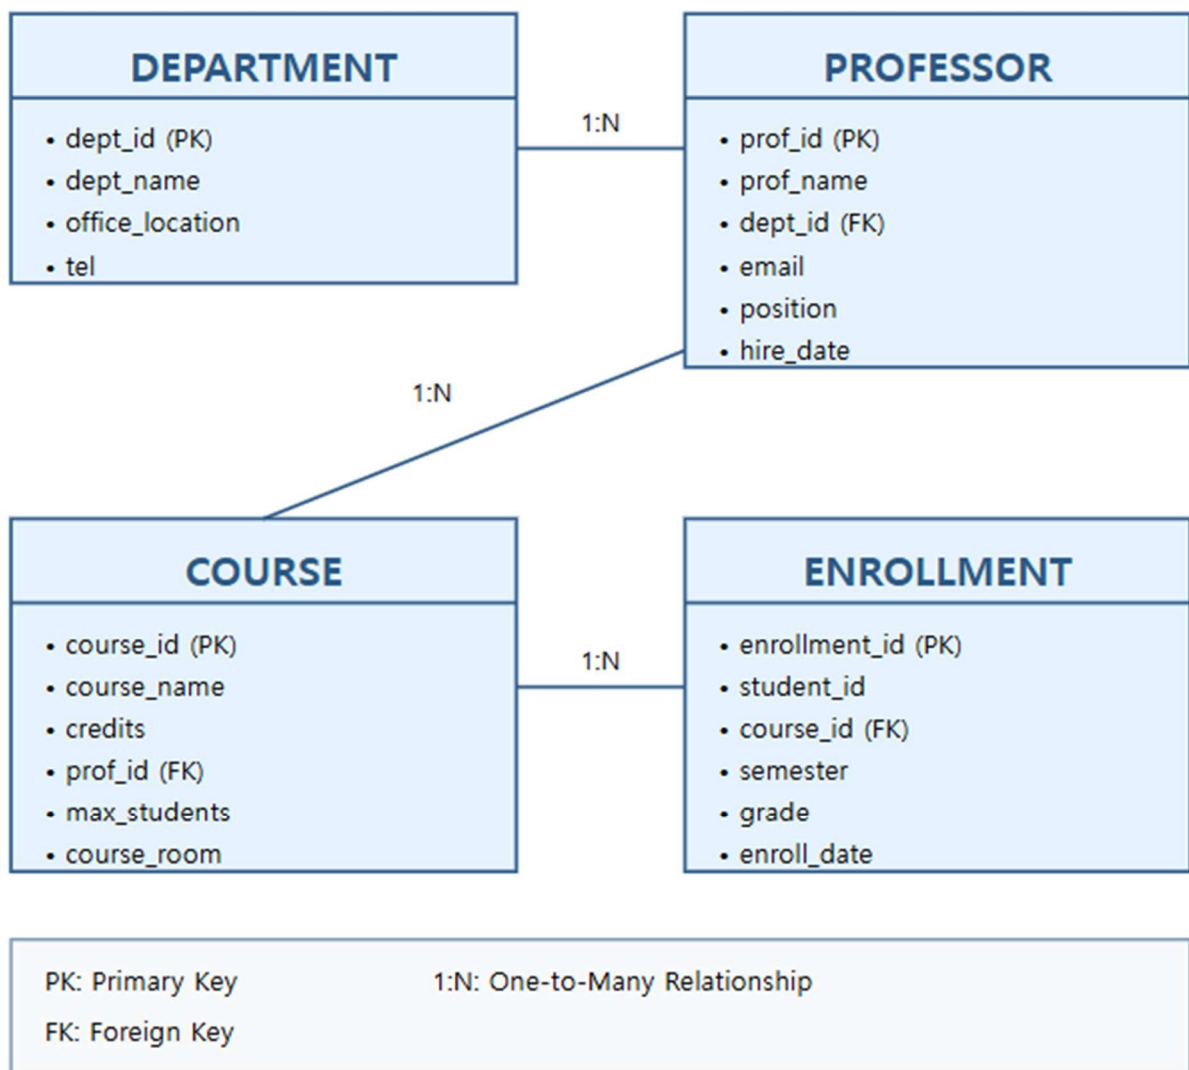 DEPARTMENT
• dept_id (PK)
• dept_name
• office_location
• tel
1:N
PROFESSOR
• prof_id (PK)
• prof_name
• dept_id (FK)
• email
• position
• hire_date
1:N
COURSE
• course_id (PK)
• course_name
• credits
• prof_id (FK)
• max_students
• course_room
1:N
ENROLLMENT
• enrollment_id (PK)
• student_id
• course_id (FK)
• semester
• grade
• enroll_date
PK: Primary Key
1:N: One-to-Many Relationship
FK: Foreign Key